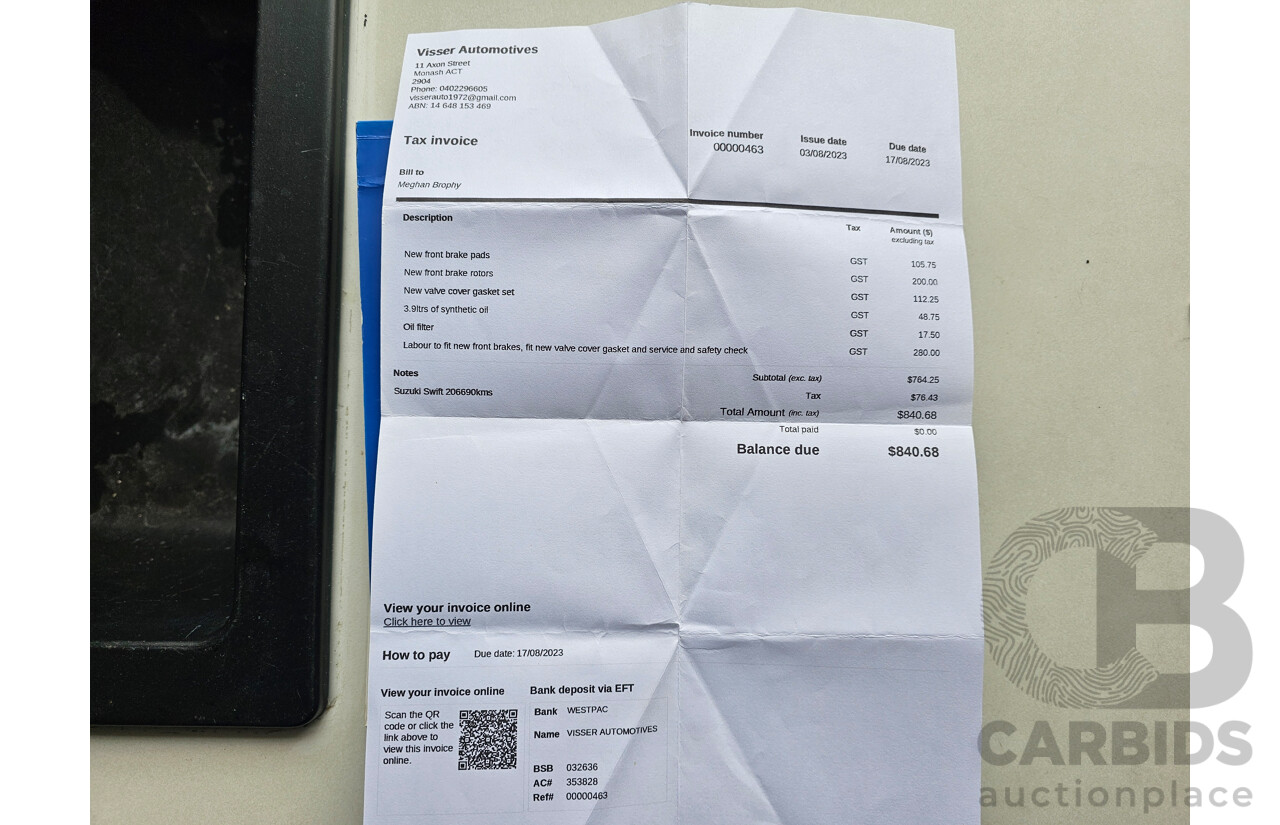 Visser Automotives
11 Axon Street
Monash ACT
2904
Phone: 0402296605
visserauto1972@gmail.com
ABN: 14 648 153 469
Tax invoice
Invoice number Issue date Due date
00000463 03/08/2023 17/08/2023
Bill to
Meghan Brophy
Description Tax Amount ($)
excluding tax
New front brake pads GST 105.75
New front brake rotors GST 200.00
New valve cover gasket set GST 112.25
3.9ltrs of synthetic oil GST 48.75
Oil filter GST 17.50
Labour to fit new front brakes, fit new valve cover gasket and service and safety check GST 280.00
Notes
Suzuki Swift 206690kms
Subtotal (exc. tax) $764.25
Tax $76.43
Total Amount (inc. tax) $840.68
Total paid $0.00
Balance due $840.68
View your invoice online
Click here to view
How to pay Due date: 17/08/2023
View your invoice online
Scan the QR
code or click the
link above to
view this invoice
online.
Bank deposit via EFT
Bank WESTPAC
Name VISSER AUTOMOTIVES
BSB 032636
AC# 353828
Ref# 00000463
CB
CARBIDS
auctionplace